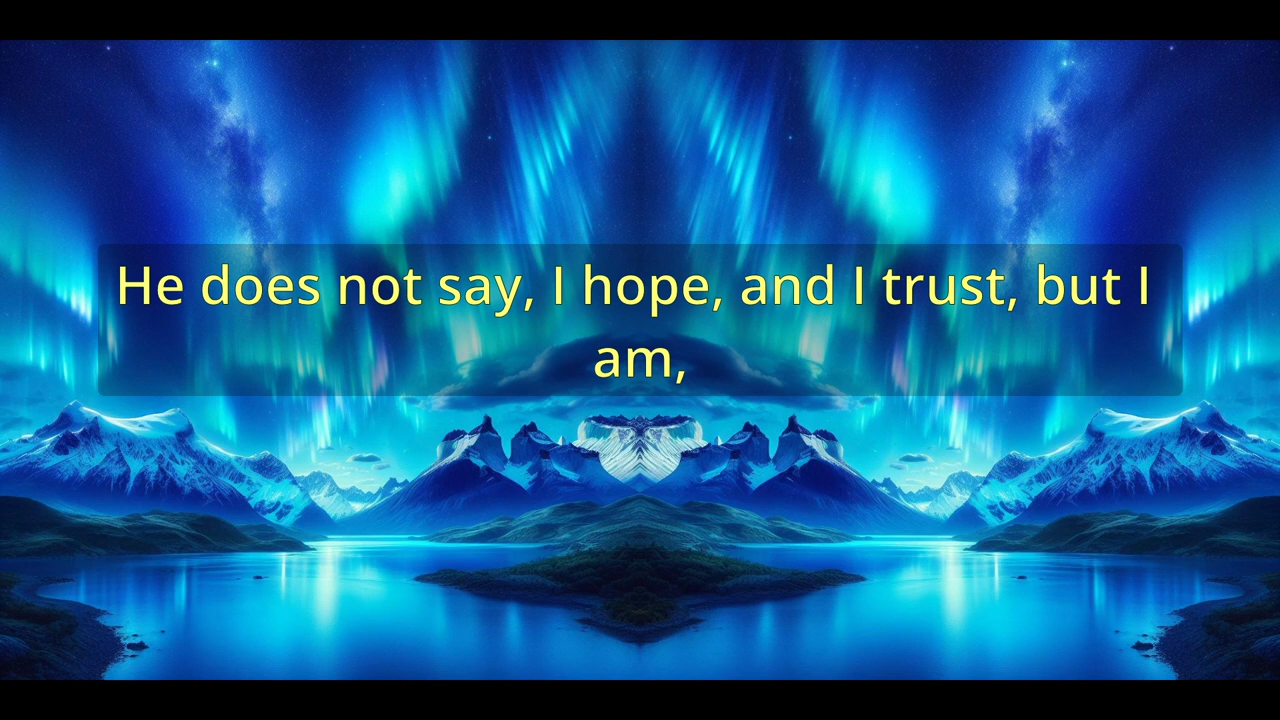 He does not say, I hope, and I trust, but I
am,